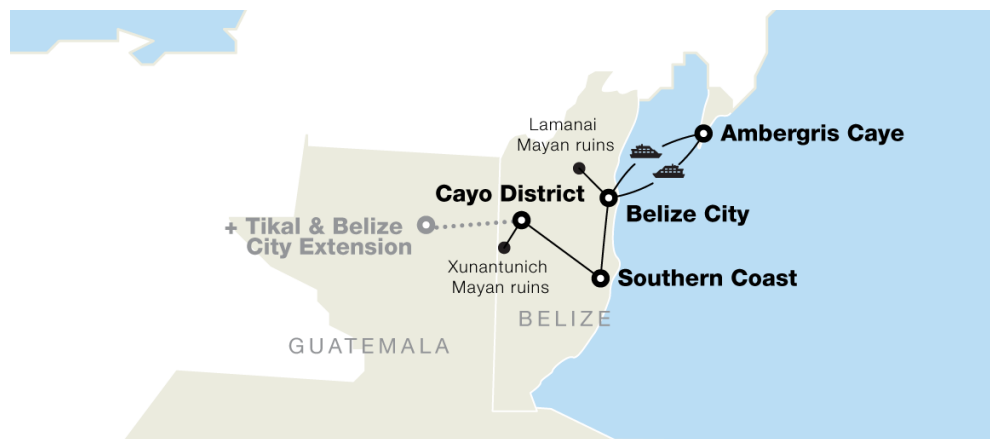 Lamanai
Mayan ruins
Ambergris Caye
Cayo District
Belize City
+ Tikal & Belize
City Extension
Xunantunich
Mayan ruins
Southern Coast
BELIZE
GUATEMALA